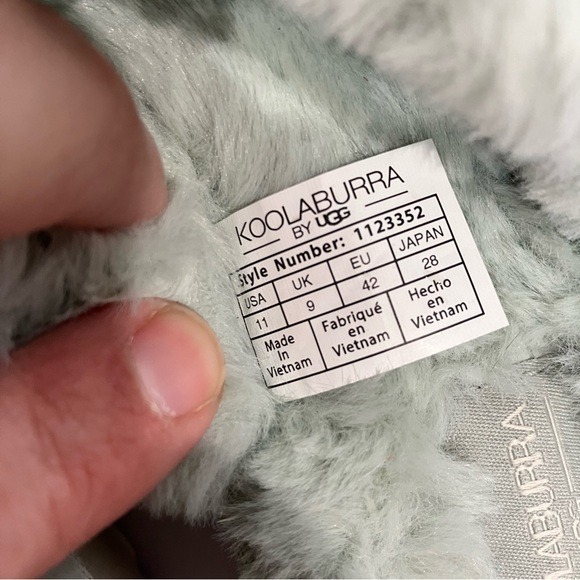 KOOLABURRA
BY UGG
Style Number: 1123352
USA UK EU JAPAN
11 9 42 28
Made In Vietnam
Fabriqué en Vietnam
Hecho en Vietnam
LABURRA